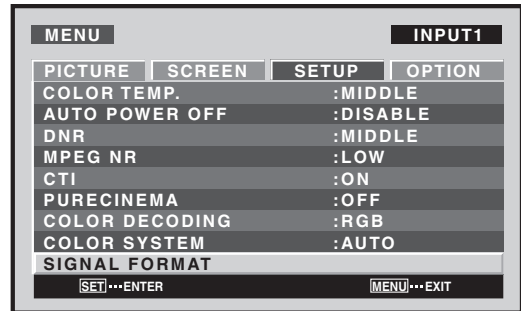 MENU INPUT1
PICTURE SCREEN SETUP OPTION
COLOR TEMP. :MIDDLE
AUTO POWER OFF :DISABLE
DNR :MIDDLE
MPEG NR :LOW
CTI :ON
PURECINEMA :OFF
COLOR DECODING :RGB
COLOR SYSTEM :AUTO
SIGNAL FORMAT
SET•••ENTER MENU•••EXIT